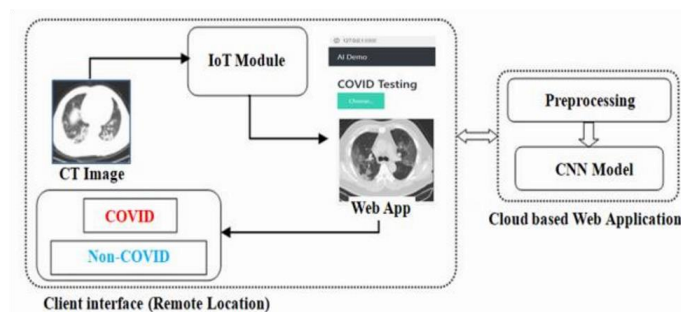 IoT Module
AI Demo
COVID Testing
Choose...
CT Image
Web App
COVID
Non-COVID
Preprocessing
CNN Model
Cloud based Web Application
Client interface (Remote Location)